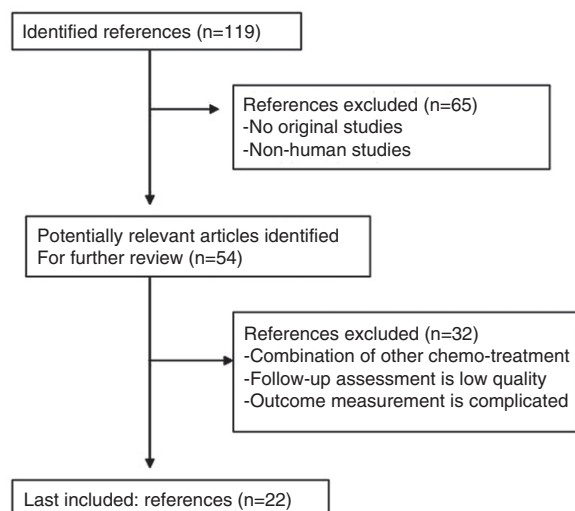 Identified references (n=119)
References excluded (n=65)
-No original studies
-Non-human studies
Potentially relevant articles identified
For further review (n=54)
References excluded (n=32)
-Combination of other chemo-treatment
-Follow-up assessment is low quality
-Outcome measurement is complicated
Last included: references (n=22)